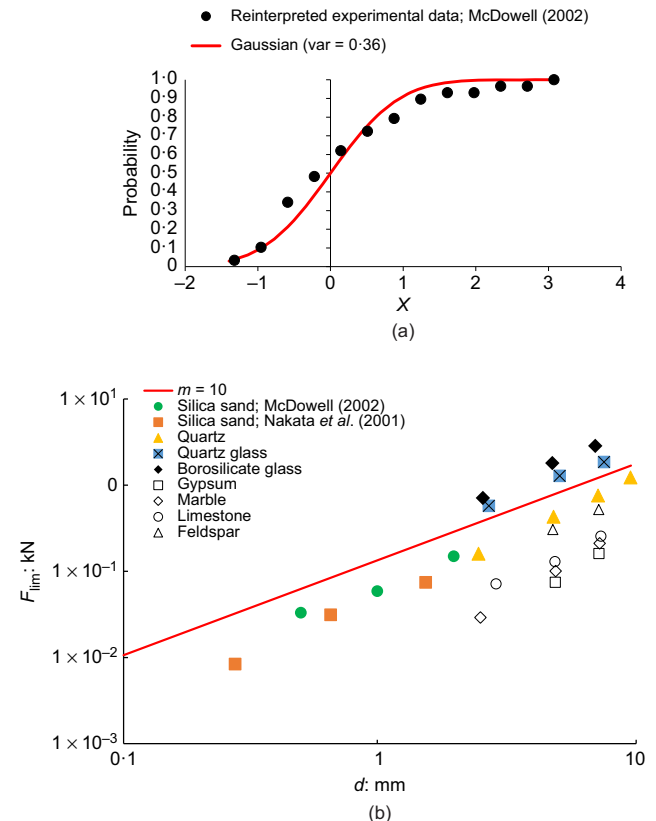 Reinterpreted experimental data; McDowell (2002)
Gaussian (var = 0·36)
1·0
0·9
0·8
0·7
0·6
0·5
0·4
0·3
0·2
0·1
0
Probability
−2
−1
0
1
2
3
4
X
(a)
1 × 10¹
0
1 × 10⁻¹
1 × 10⁻²
1 × 10⁻³
F_lim: kN
m = 10
Silica sand; McDowell (2002)
Silica sand; Nakata et al. (2001)
Quartz
Quartz glass
Borosilicate glass
Gypsum
Marble
Limestone
Feldspar
0·1
1
10
d: mm
(b)